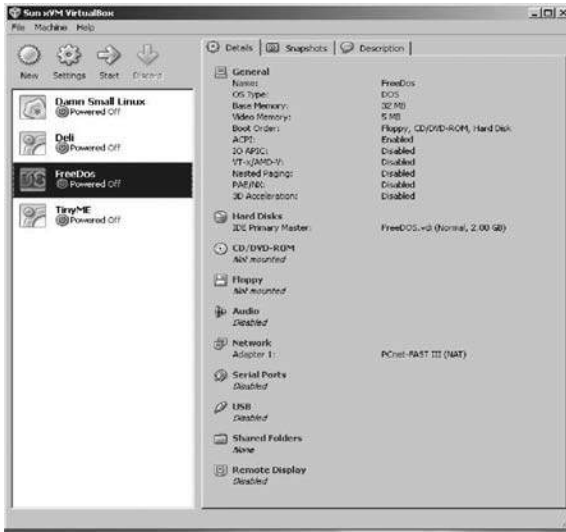 Sun xVM VirtualBox
File Machine Help
New Settings Start Discard
Damn Small Linux
Powered Off
Deli
Powered Off
FreeDos
Powered Off
TinyME
Powered Off
Details Snapshots Description
General
Name: FreeDos
OS Type: DOS
Base Memory: 32 MB
Video Memory: 5 MB
Boot Order: Floppy, CD/DVD-ROM, Hard Disk
ACPI: Enabled
IO APIC: Disabled
VT-x/AMD-V: Disabled
Nested Paging: Disabled
PAE/NX: Disabled
3D Acceleration: Disabled
Hard Disks
IDE Primary Master: FreeDOS.vdi (Normal, 2.00 GB)
CD/DVD-ROM
Not mounted
Floppy
Not mounted
Audio
Disabled
Network
Adapter 1: PCnet-FAST III (NAT)
Serial Ports
Disabled
USB
Disabled
Shared Folders
None
Remote Display
Disabled